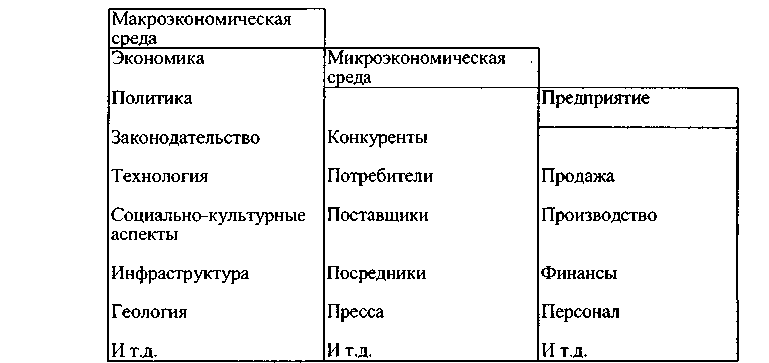 Макроэкономическая
среда
Экономика
Политика
Законодательство
Технология
Социально-культурные
аспекты
Инфраструктура
Геология
И т.д.
Микроэкономическая
среда
Конкуренты
Потребители
Поставщики
Посредники
Пресса
И т.д.
Предприятие
Продажа
Производство
Финансы
Персонал
И т.д.